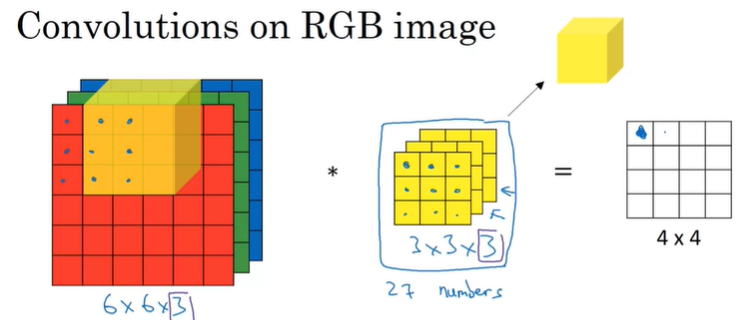 Convolutions on RGB image
*
=
3x3x3
4 x 4
27 numbers
6x6x3